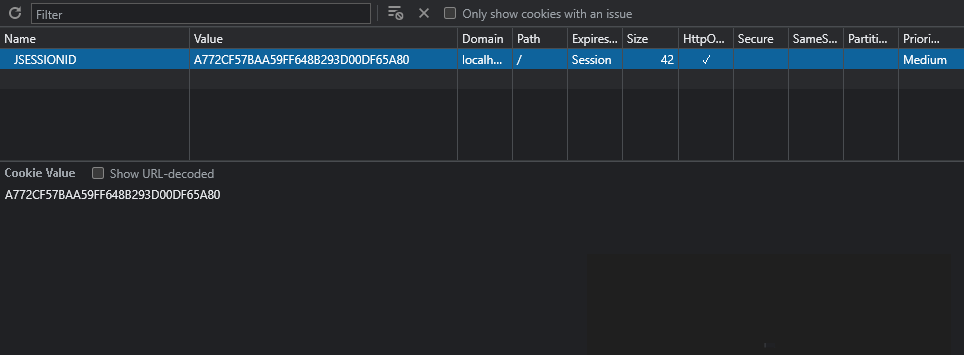 Filter Only show cookies with an issue
Name Value Domain Path Expires... Size HttpO... Secure SameS... Partiti... Priori...
JSESSIONID A772CF57BAA59FF648B293D00DF65A80 localh... / Session 42 ✓ Medium
Cookie Value Show URL-decoded
A772CF57BAA59FF648B293D00DF65A80